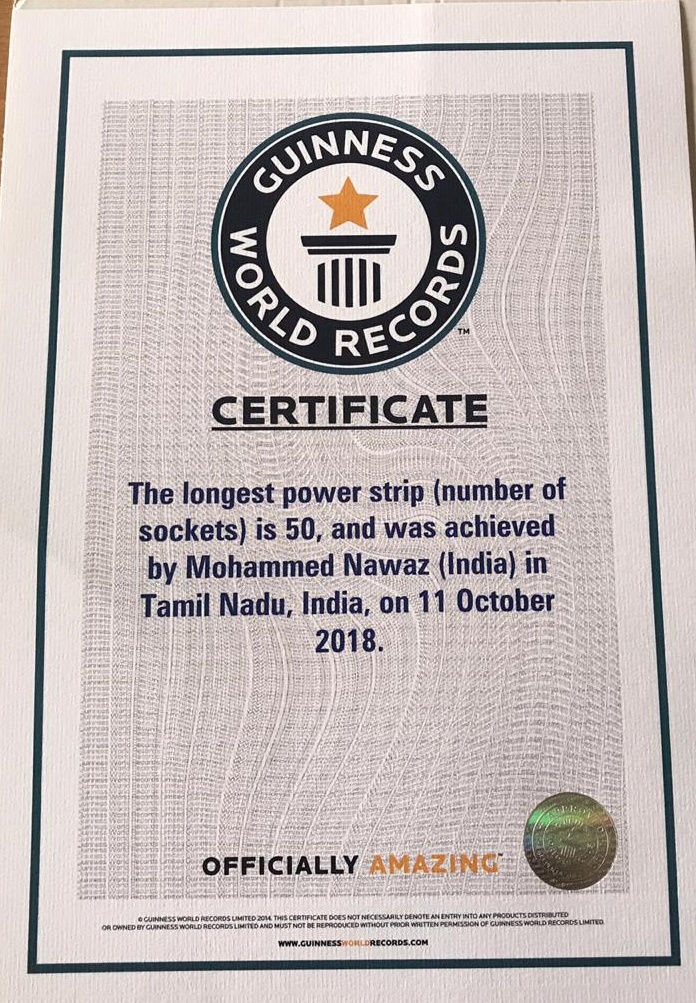 GUINNESS
WORLD RECORDS
TM
CERTIFICATE
The longest power strip (number of
sockets) is 50, and was achieved
by Mohammed Nawaz (India) in
Tamil Nadu, India, on 11 October
2018.
OFFICIALLY AMAZING
© GUINNESS WORLD RECORDS LIMITED 2014. THIS CERTIFICATE DOES NOT NECESSARILY DENOTE AN ENTRY INTO ANY PRODUCTS DISTRIBUTED
OR OWNED BY GUINNESS WORLD RECORDS LIMITED AND MUST NOT BE REPRODUCED WITHOUT PRIOR WRITTEN PERMISSION OF GUINNESS WORLD RECORDS LIMITED.
WWW.GUINNESSWORLDRECORDS.COM